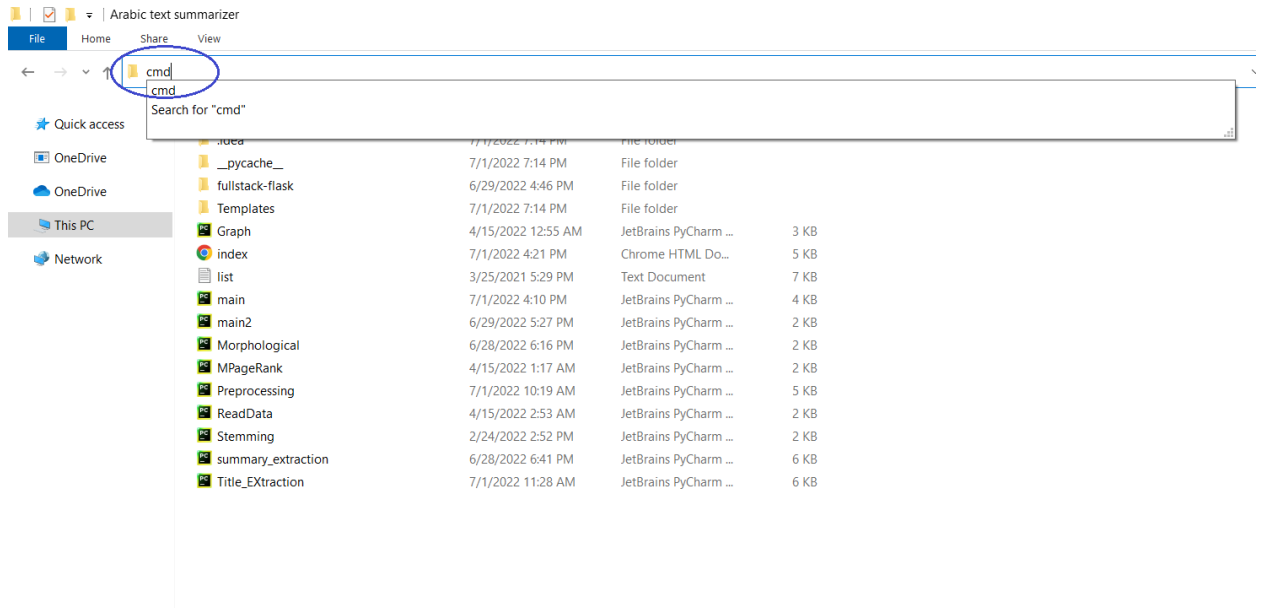 Arabic text summarizer
File Home Share View
cmd
cmd
Search for "cmd"
Quick access
OneDrive
OneDrive
This PC
Network
.idea 7/1/2022 7:14 PM File folder
__pycache__ 7/1/2022 7:14 PM File folder
fullstack-flask 6/29/2022 4:46 PM File folder
Templates 7/1/2022 7:14 PM File folder
Graph 4/15/2022 12:55 AM JetBrains PyCharm ... 3 KB
index 7/1/2022 4:21 PM Chrome HTML Do... 5 KB
list 3/25/2021 5:29 PM Text Document 7 KB
main 7/1/2022 4:10 PM JetBrains PyCharm ... 4 KB
main2 6/29/2022 5:27 PM JetBrains PyCharm ... 2 KB
Morphological 6/28/2022 6:16 PM JetBrains PyCharm ... 2 KB
MPageRank 4/15/2022 1:17 AM JetBrains PyCharm ... 2 KB
Preprocessing 7/1/2022 10:19 AM JetBrains PyCharm ... 5 KB
ReadData 4/15/2022 2:53 AM JetBrains PyCharm ... 2 KB
Stemming 2/24/2022 2:52 PM JetBrains PyCharm ... 2 KB
summary_extraction 6/28/2022 6:41 PM JetBrains PyCharm ... 6 KB
Title_EXtraction 7/1/2022 11:28 AM JetBrains PyCharm ... 6 KB